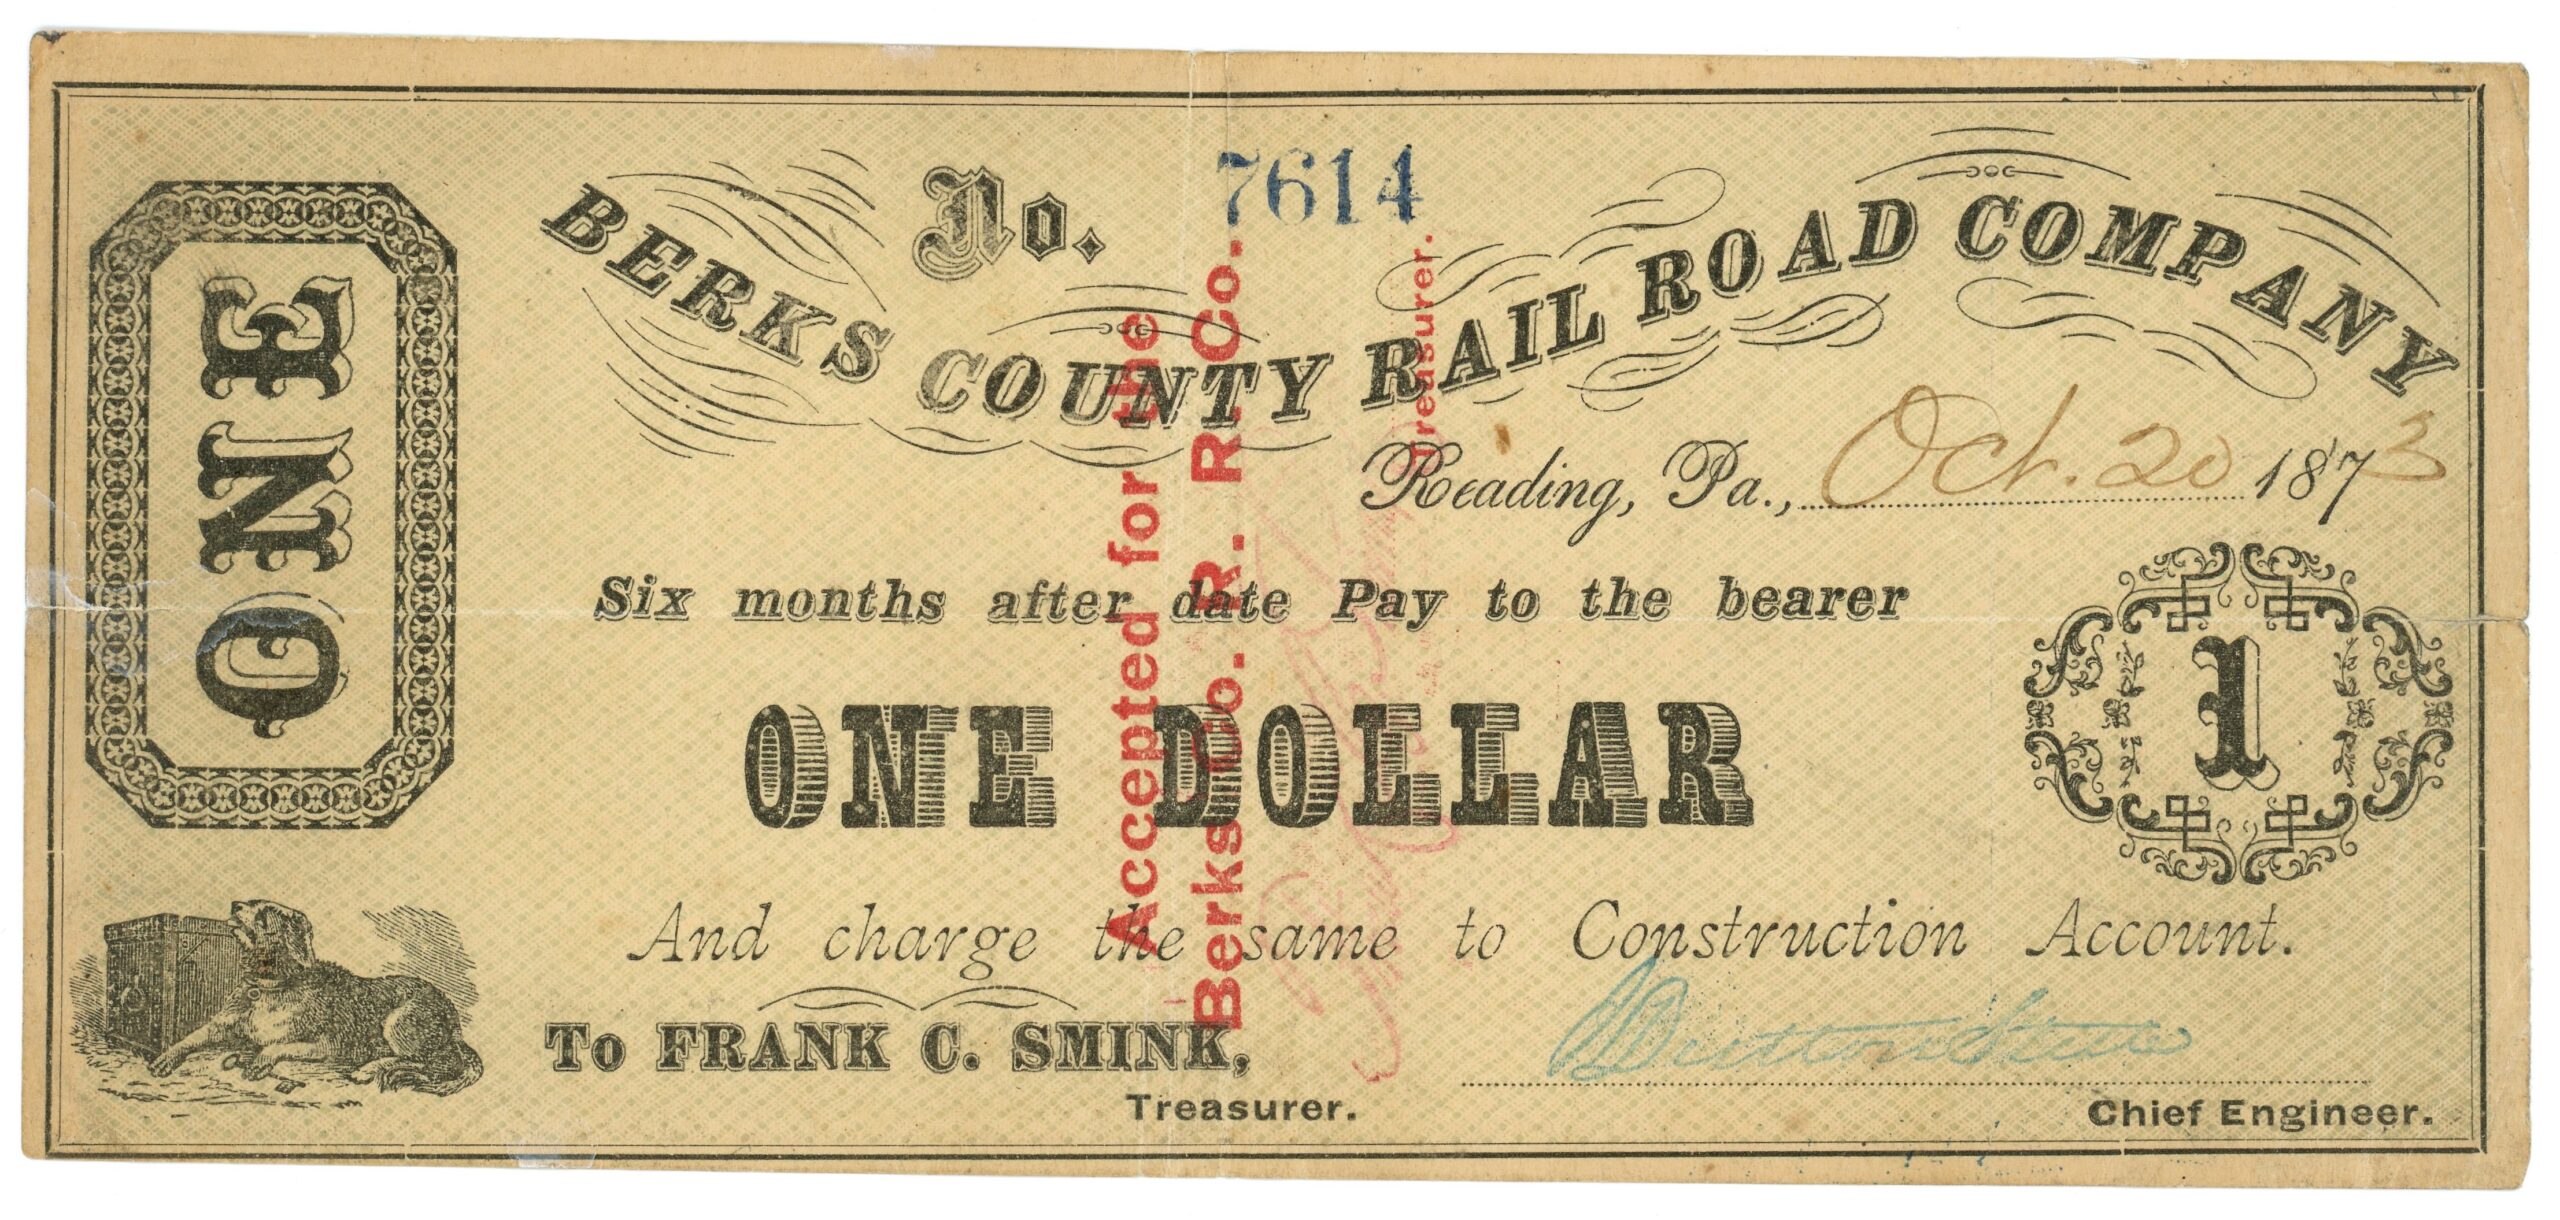 No. 7614
BERKS COUNTY RAIL ROAD COMPANY
Reading, Pa., Oct. 20 1873
ONE
Six months after date Pay to the bearer
ONE DOLLAR
1
And charge the same to Construction Account.
To FRANK C. SMINK,
Treasurer.
Chief Engineer.
Accepted for the
Berks Co. R. R. Co.
Treasurer.